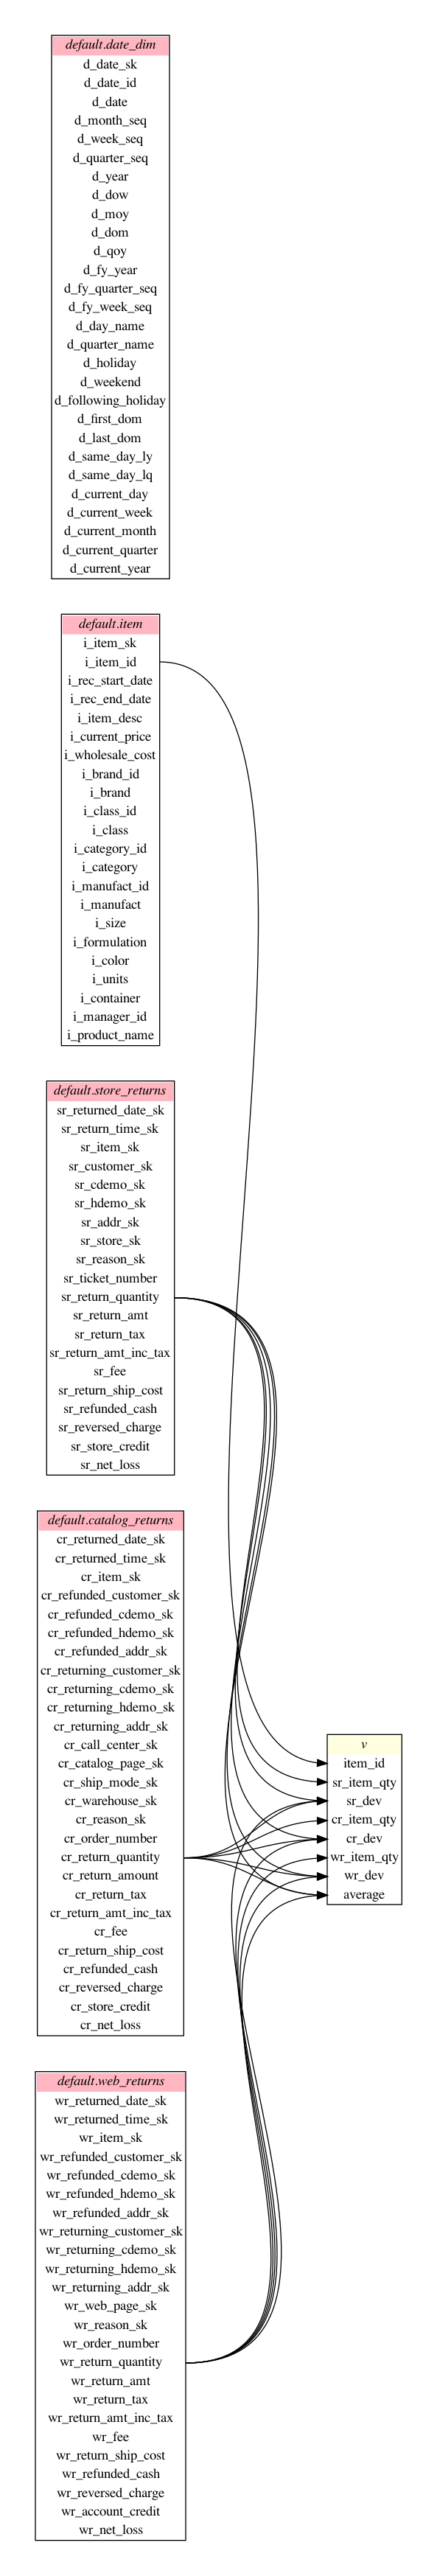 default.date_dim
d_date_sk
d_date_id
d_date
d_month_seq
d_week_seq
d_quarter_seq
d_year
d_dow
d_moy
d_dom
d_qoy
d_fy_year
d_fy_quarter_seq
d_fy_week_seq
d_day_name
d_quarter_name
d_holiday
d_weekend
d_following_holiday
d_first_dom
d_last_dom
d_same_day_ly
d_same_day_lq
d_current_day
d_current_week
d_current_month
d_current_quarter
d_current_year
default.item
i_item_sk
i_item_id
i_rec_start_date
i_rec_end_date
i_item_desc
i_current_price
i_wholesale_cost
i_brand_id
i_brand
i_class_id
i_class
i_category_id
i_category
i_manufact_id
i_manufact
i_size
i_formulation
i_color
i_units
i_container
i_manager_id
i_product_name
default.store_returns
sr_returned_date_sk
sr_return_time_sk
sr_item_sk
sr_customer_sk
sr_cdemo_sk
sr_hdemo_sk
sr_addr_sk
sr_store_sk
sr_reason_sk
sr_ticket_number
sr_return_quantity
sr_return_amt
sr_return_tax
sr_return_amt_inc_tax
sr_fee
sr_return_ship_cost
sr_refunded_cash
sr_reversed_charge
sr_store_credit
sr_net_loss
default.catalog_returns
cr_returned_date_sk
cr_returned_time_sk
cr_item_sk
cr_refunded_customer_sk
cr_refunded_cdemo_sk
cr_refunded_hdemo_sk
cr_refunded_addr_sk
cr_returning_customer_sk
cr_returning_cdemo_sk
cr_returning_hdemo_sk
cr_returning_addr_sk
cr_call_center_sk
cr_catalog_page_sk
cr_ship_mode_sk
cr_warehouse_sk
cr_reason_sk
cr_order_number
cr_return_quantity
cr_return_amount
cr_return_tax
cr_return_amt_inc_tax
cr_fee
cr_return_ship_cost
cr_refunded_cash
cr_reversed_charge
cr_store_credit
cr_net_loss
v
item_id
sr_item_qty
sr_dev
cr_item_qty
cr_dev
wr_item_qty
wr_dev
average
default.web_returns
wr_returned_date_sk
wr_returned_time_sk
wr_item_sk
wr_refunded_customer_sk
wr_refunded_cdemo_sk
wr_refunded_hdemo_sk
wr_refunded_addr_sk
wr_returning_customer_sk
wr_returning_cdemo_sk
wr_returning_hdemo_sk
wr_returning_addr_sk
wr_web_page_sk
wr_reason_sk
wr_order_number
wr_return_quantity
wr_return_amt
wr_return_tax
wr_return_amt_inc_tax
wr_fee
wr_return_ship_cost
wr_refunded_cash
wr_reversed_charge
wr_account_credit
wr_net_loss